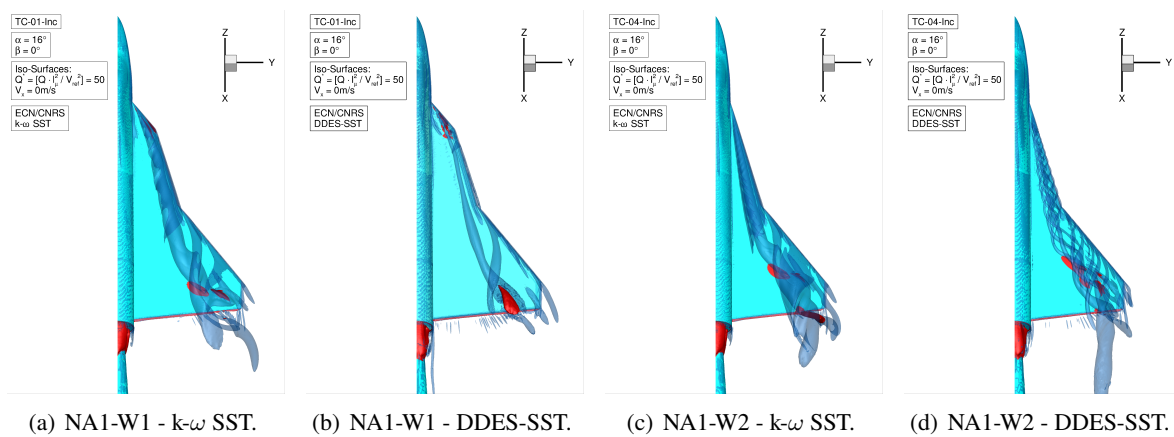 TC-01-Inc
α = 16°
β = 0°
Iso-Surfaces:
Q* = [Q · l²μ / V²ref] = 50
Vx = 0m/s
ECN/CNRS
k-ω SST
Z
Y
X
TC-01-Inc
α = 16°
β = 0°
Iso-Surfaces:
Q* = [Q · l²μ / V²ref] = 50
Vx = 0m/s
ECN/CNRS
DDES-SST
Z
Y
X
TC-04-Inc
α = 16°
β = 0°
Iso-Surfaces:
Q* = [Q · l²μ / V²ref] = 50
Vx = 0m/s
ECN/CNRS
k-ω SST
Z
Y
X
TC-04-Inc
α = 16°
β = 0°
Iso-Surfaces:
Q* = [Q · l²μ / V²ref] = 50
Vx = 0m/s
ECN/CNRS
DDES-SST
Z
Y
X
(a) NA1-W1 - k-ω SST.
(b) NA1-W1 - DDES-SST.
(c) NA1-W2 - k-ω SST.
(d) NA1-W2 - DDES-SST.